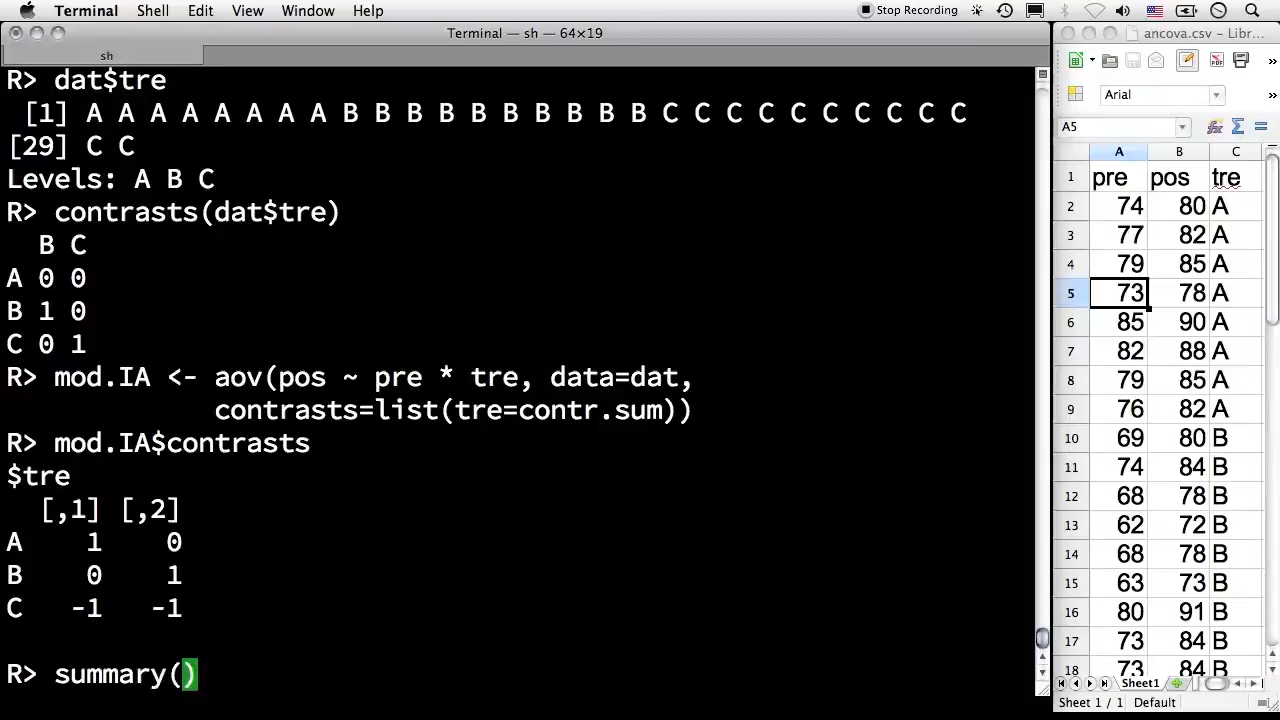 Terminal Shell Edit View Window Help Stop Recording
Terminal — sh — 64×19
sh
R> dat$tre
[1] A A A A A A A A B B B B B B B B B B C C C C C C C C C C
[29] C C
Levels: A B C
R> contrasts(dat$tre)
B C
A 0 0
B 1 0
C 0 1
R> mod.IA <- aov(pos ~ pre * tre, data=dat,
contrasts=list(tre=contr.sum))
R> mod.IA$contrasts
$tre
[,1] [,2]
A 1 0
B 0 1
C -1 -1
R> summary()
ancova.csv – Libr...
Arial
A5
A B C
1 pre pos tre
2 74 80 A
3 77 82 A
4 79 85 A
5 73 78 A
6 85 90 A
7 82 88 A
8 79 85 A
9 76 82 A
10 69 80 B
11 74 84 B
12 68 78 B
13 62 72 B
14 68 78 B
15 63 73 B
16 80 91 B
17 73 84 B
18 73 84 B
Sheet1
Sheet 1 / 1 Default